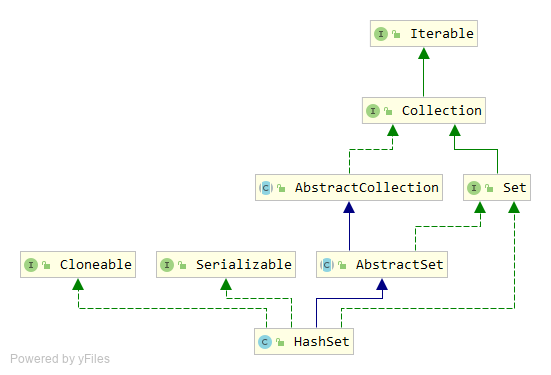 I Iterable
I Collection
C AbstractCollection
I Set
I Cloneable
I Serializable
C AbstractSet
C HashSet
Powered by yFiles